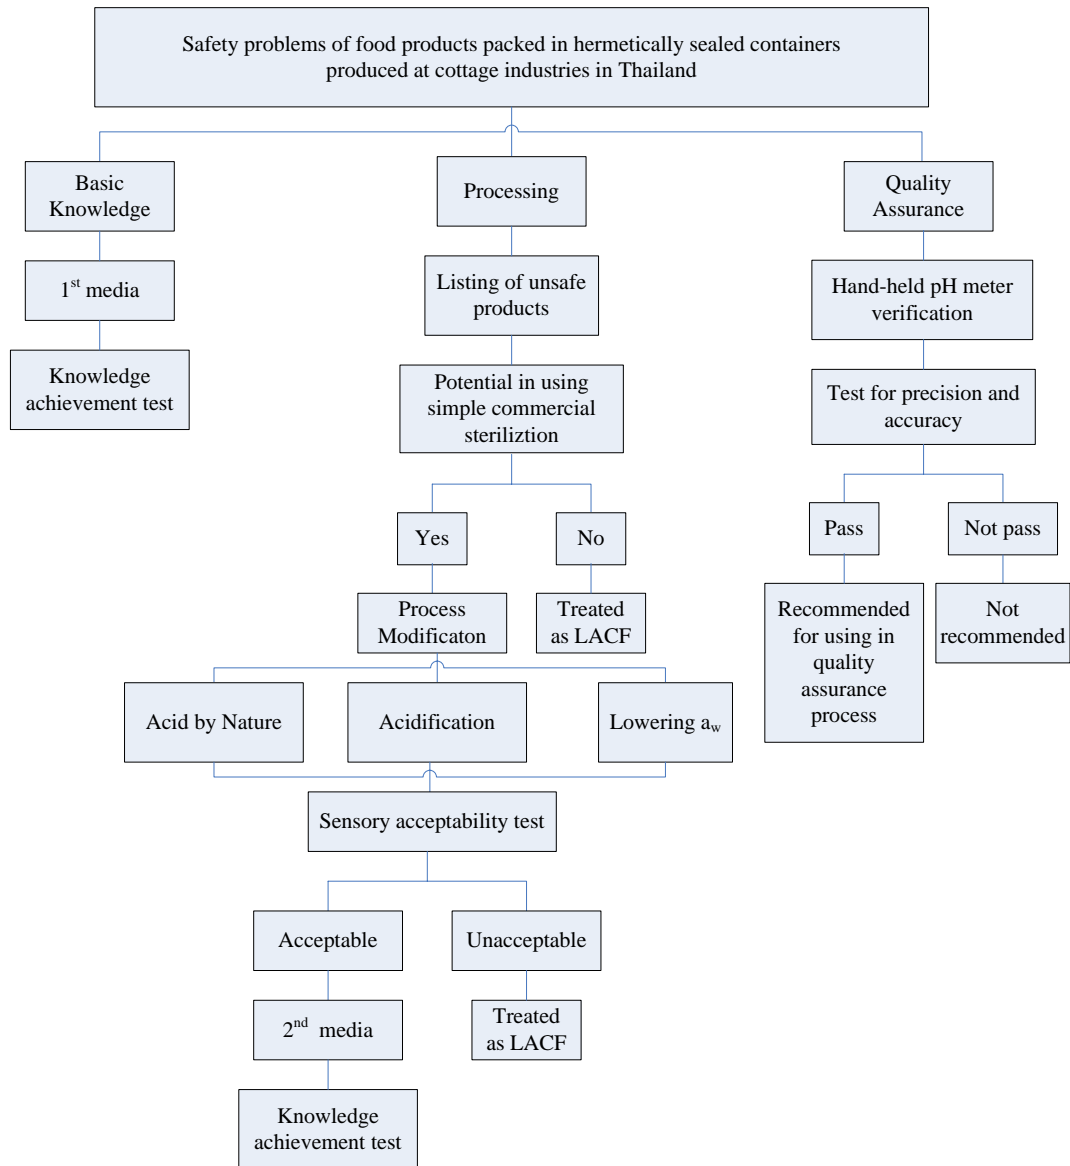 Safety problems of food products packed in hermetically sealed containers
produced at cottage industries in Thailand
Basic
Knowledge
Processing
Quality
Assurance
1st media
Listing of unsafe
products
Hand-held pH meter
verification
Knowledge
achievement test
Potential in using
simple commercial
steriliztion
Test for precision and
accuracy
Yes
No
Pass
Not pass
Process
Modificaton
Treated
as LACF
Recommended
for using in
quality
assurance
process
Not
recommended
Acid by Nature
Acidification
Lowering aw
Sensory acceptability test
Acceptable
Unacceptable
2nd media
Treated
as LACF
Knowledge
achievement test